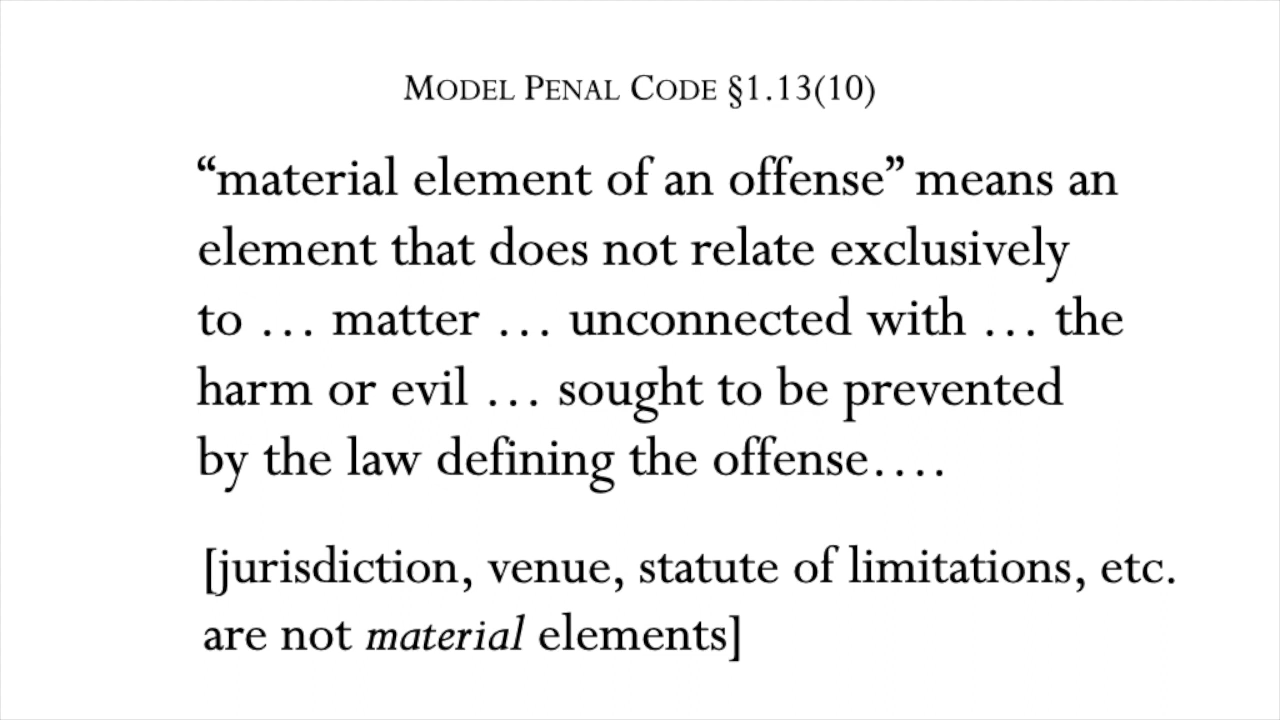 MODEL PENAL CODE §1.13(10)
“material element of an offense” means an
element that does not relate exclusively
to … matter … unconnected with … the
harm or evil … sought to be prevented
by the law defining the offense….
[jurisdiction, venue, statute of limitations, etc.
are not material elements]